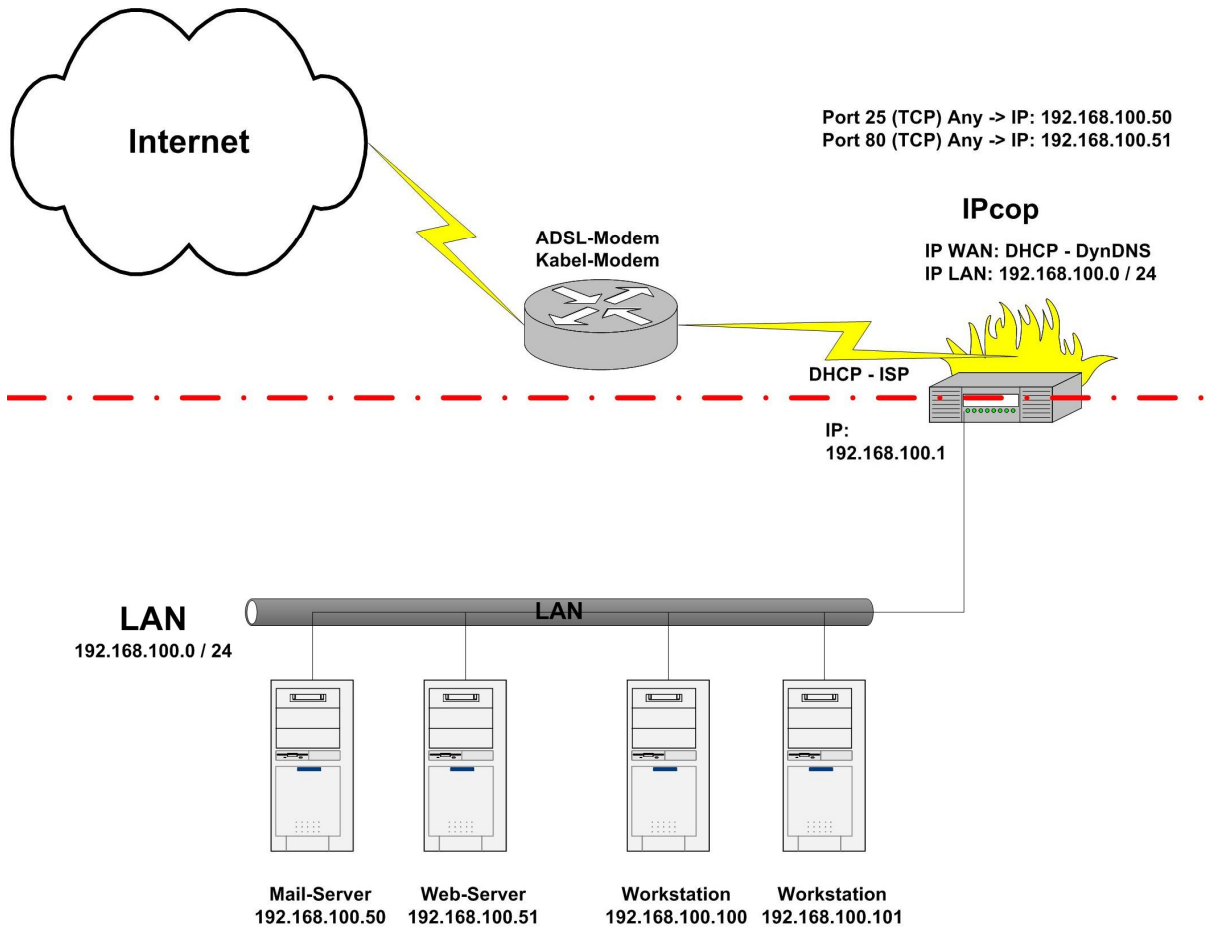 Internet
Port 25 (TCP) Any -> IP: 192.168.100.50
Port 80 (TCP) Any -> IP: 192.168.100.51
IPcop
IP WAN: DHCP - DynDNS
IP LAN: 192.168.100.0 / 24
ADSL-Modem
Kabel-Modem
DHCP - ISP
IP:
192.168.100.1
LAN
192.168.100.0 / 24
LAN
Mail-Server
192.168.100.50
Web-Server
192.168.100.51
Workstation
192.168.100.100
Workstation
192.168.100.101